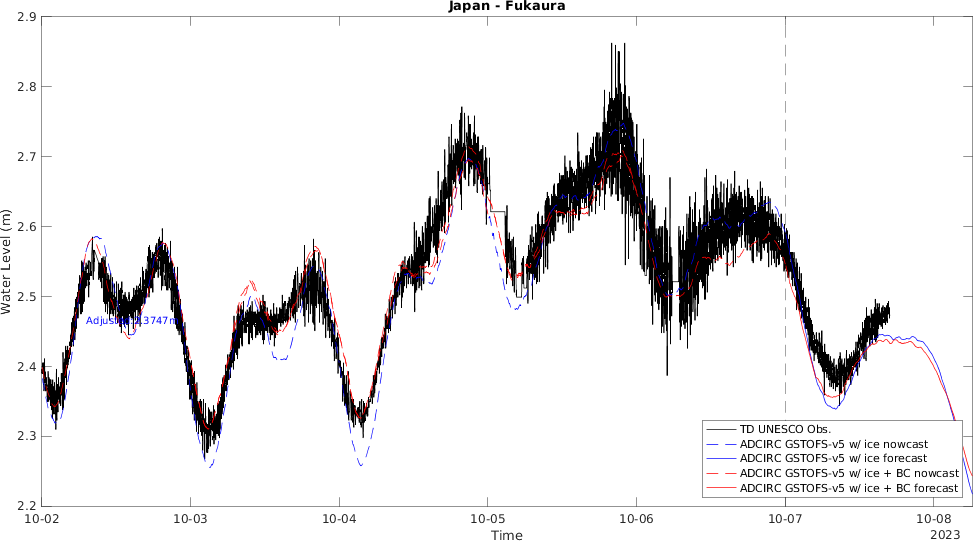 Japan - Fukaura
2.9
2.8
2.7
2.6
2.5
2.4
2.3
2.2
Water Level (m)
10-02
10-03
10-04
10-05
10-06
10-07
10-08
2023
Time
TD UNESCO Obs.
ADCIRC GSTOFS-v5 w/ ice nowcast
ADCIRC GSTOFS-v5 w/ ice forecast
ADCIRC GSTOFS-v5 w/ ice + BC nowcast
ADCIRC GSTOFS-v5 w/ ice + BC forecast